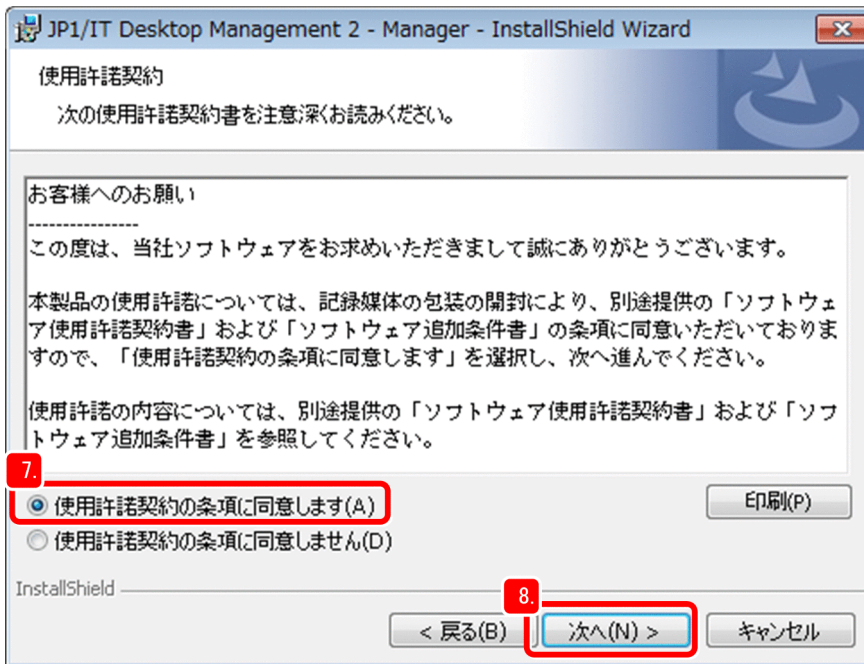 JP1/IT Desktop Management 2 - Manager - InstallShield Wizard
使用許諾契約
次の使用許諾契約書を注意深くお読みください。
お客様へのお願い
----------------
この度は、当社ソフトウェアをお求めいただきまして誠にありがとうございます。
本製品の使用許諾については、記録媒体の包装の開封により、別途提供の「ソフトウェ
ア使用許諾契約書」および「ソフトウェア追加条件書」の条項に同意いただいておりま
すので、「使用許諾契約の条項に同意します」を選択し、次へ進んでください。
使用許諾の内容については、別途提供の「ソフトウェア使用許諾契約書」および「ソフ
トウェア追加条件書」を参照してください。
7.
使用許諾契約の条項に同意します(A)
印刷(P)
使用許諾契約の条項に同意しません(D)
InstallShield
8.
< 戻る(B)
次へ(N) >
キャンセル